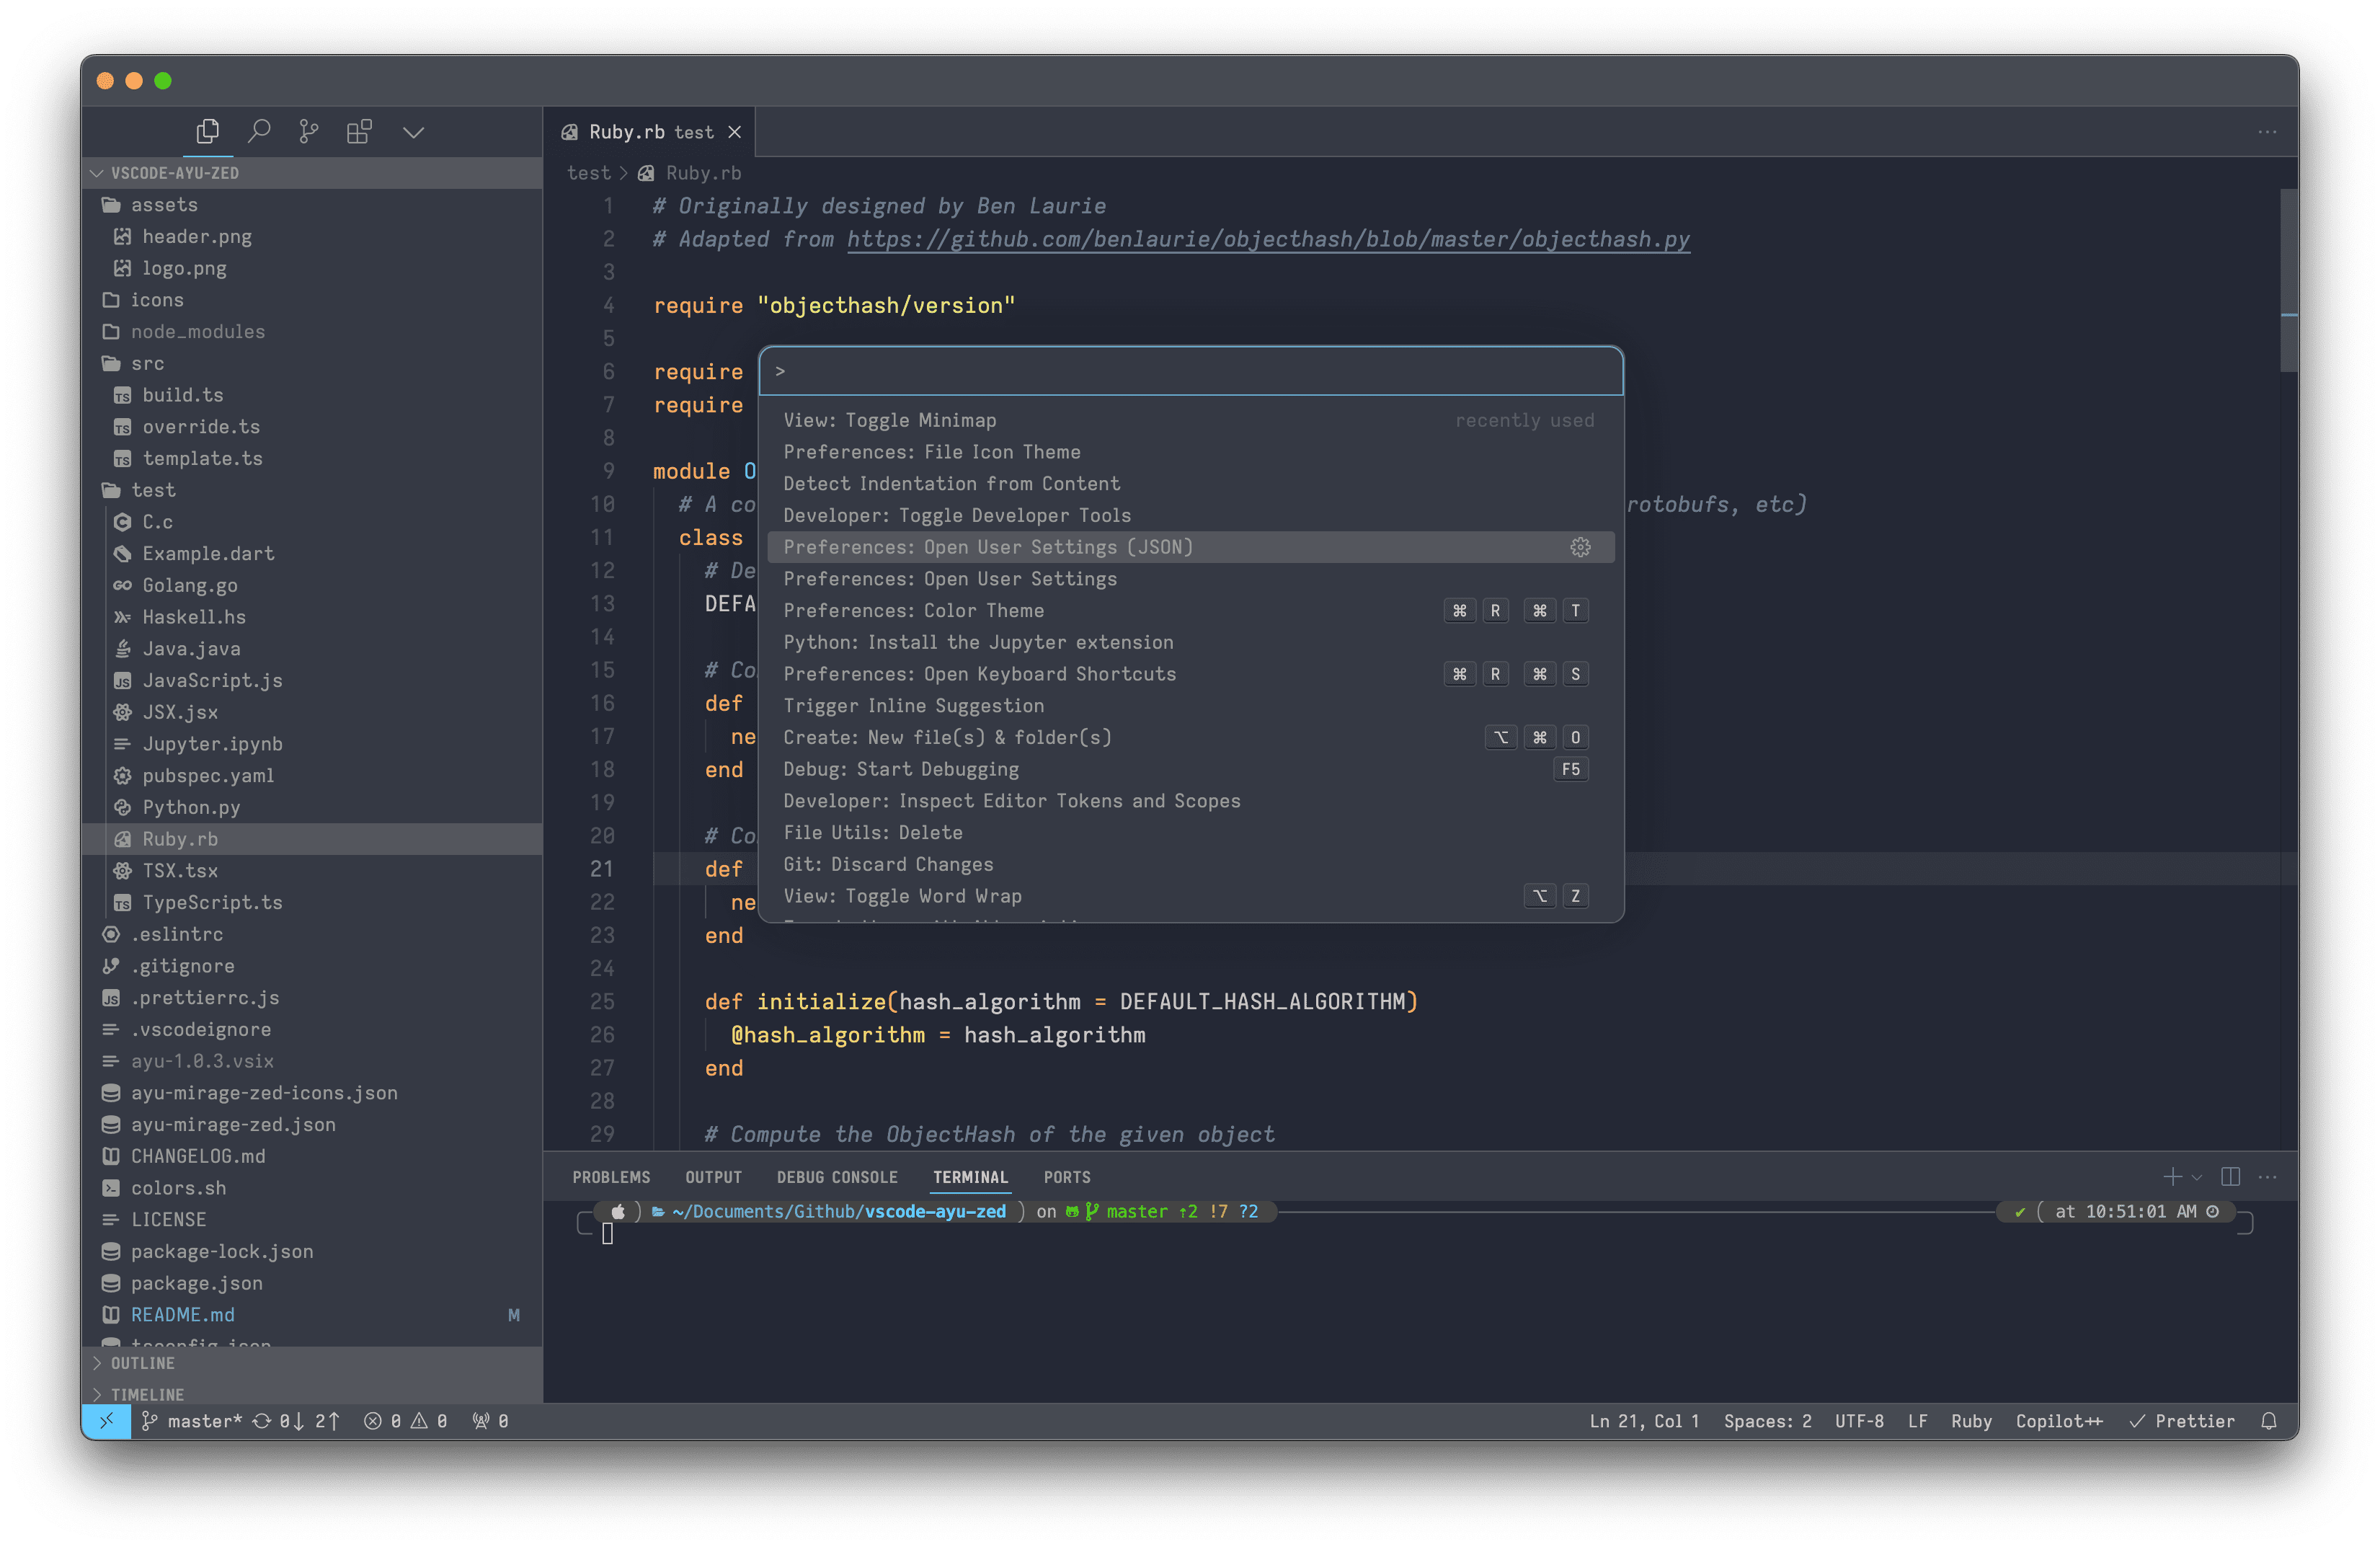 VSCODE-AYU-ZED
assets
header.png
logo.png
icons
node_modules
src
build.ts
override.ts
template.ts
test
C.c
Example.dart
Golang.go
Haskell.hs
Java.java
JavaScript.js
JSX.jsx
Jupyter.ipynb
pubspec.yaml
Python.py
Ruby.rb
TSX.tsx
TypeScript.ts
.eslintrc
.gitignore
.prettierrc.js
.vscodeignore
ayu-1.0.3.vsix
ayu-mirage-zed-icons.json
ayu-mirage-zed.json
CHANGELOG.md
colors.sh
LICENSE
package-lock.json
package.json
README.md M
tsconfig.json
OUTLINE
TIMELINE
Ruby.rb test
test > Ruby.rb
1 # Originally designed by Ben Laurie
2 # Adapted from https://github.com/benlaurie/objecthash/blob/master/objecthash.py
3
4 require "objecthash/version"
5
6 require
7 require
8
9 module O
10 # A co rotobufs, etc)
11 class
12 # De
13 DEFA
14
15 # Co
16 def
17 ne
18 end
19
20 # Co
21 def
22 ne
23 end
24
25 def initialize(hash_algorithm = DEFAULT_HASH_ALGORITHM)
26 @hash_algorithm = hash_algorithm
27 end
28
29 # Compute the ObjectHash of the given object
>
View: Toggle Minimap recently used
Preferences: File Icon Theme
Detect Indentation from Content
Developer: Toggle Developer Tools
Preferences: Open User Settings (JSON)
Preferences: Open User Settings
Preferences: Color Theme ⌘ R ⌘ T
Python: Install the Jupyter extension
Preferences: Open Keyboard Shortcuts ⌘ R ⌘ S
Trigger Inline Suggestion
Create: New file(s) & folder(s) ⌥ ⌘ O
Debug: Start Debugging F5
Developer: Inspect Editor Tokens and Scopes
File Utils: Delete
Git: Discard Changes
View: Toggle Word Wrap ⌥ Z
PROBLEMS OUTPUT DEBUG CONSOLE TERMINAL PORTS
) ~/Documents/Github/vscode-ayu-zed ) on master ↑2 !7 ?2 ✔ ( at 10:51:01 AM
master* 0↓ 2↑ 0 0 0 Ln 21, Col 1 Spaces: 2 UTF-8 LF Ruby Copilot++ ✓ Prettier